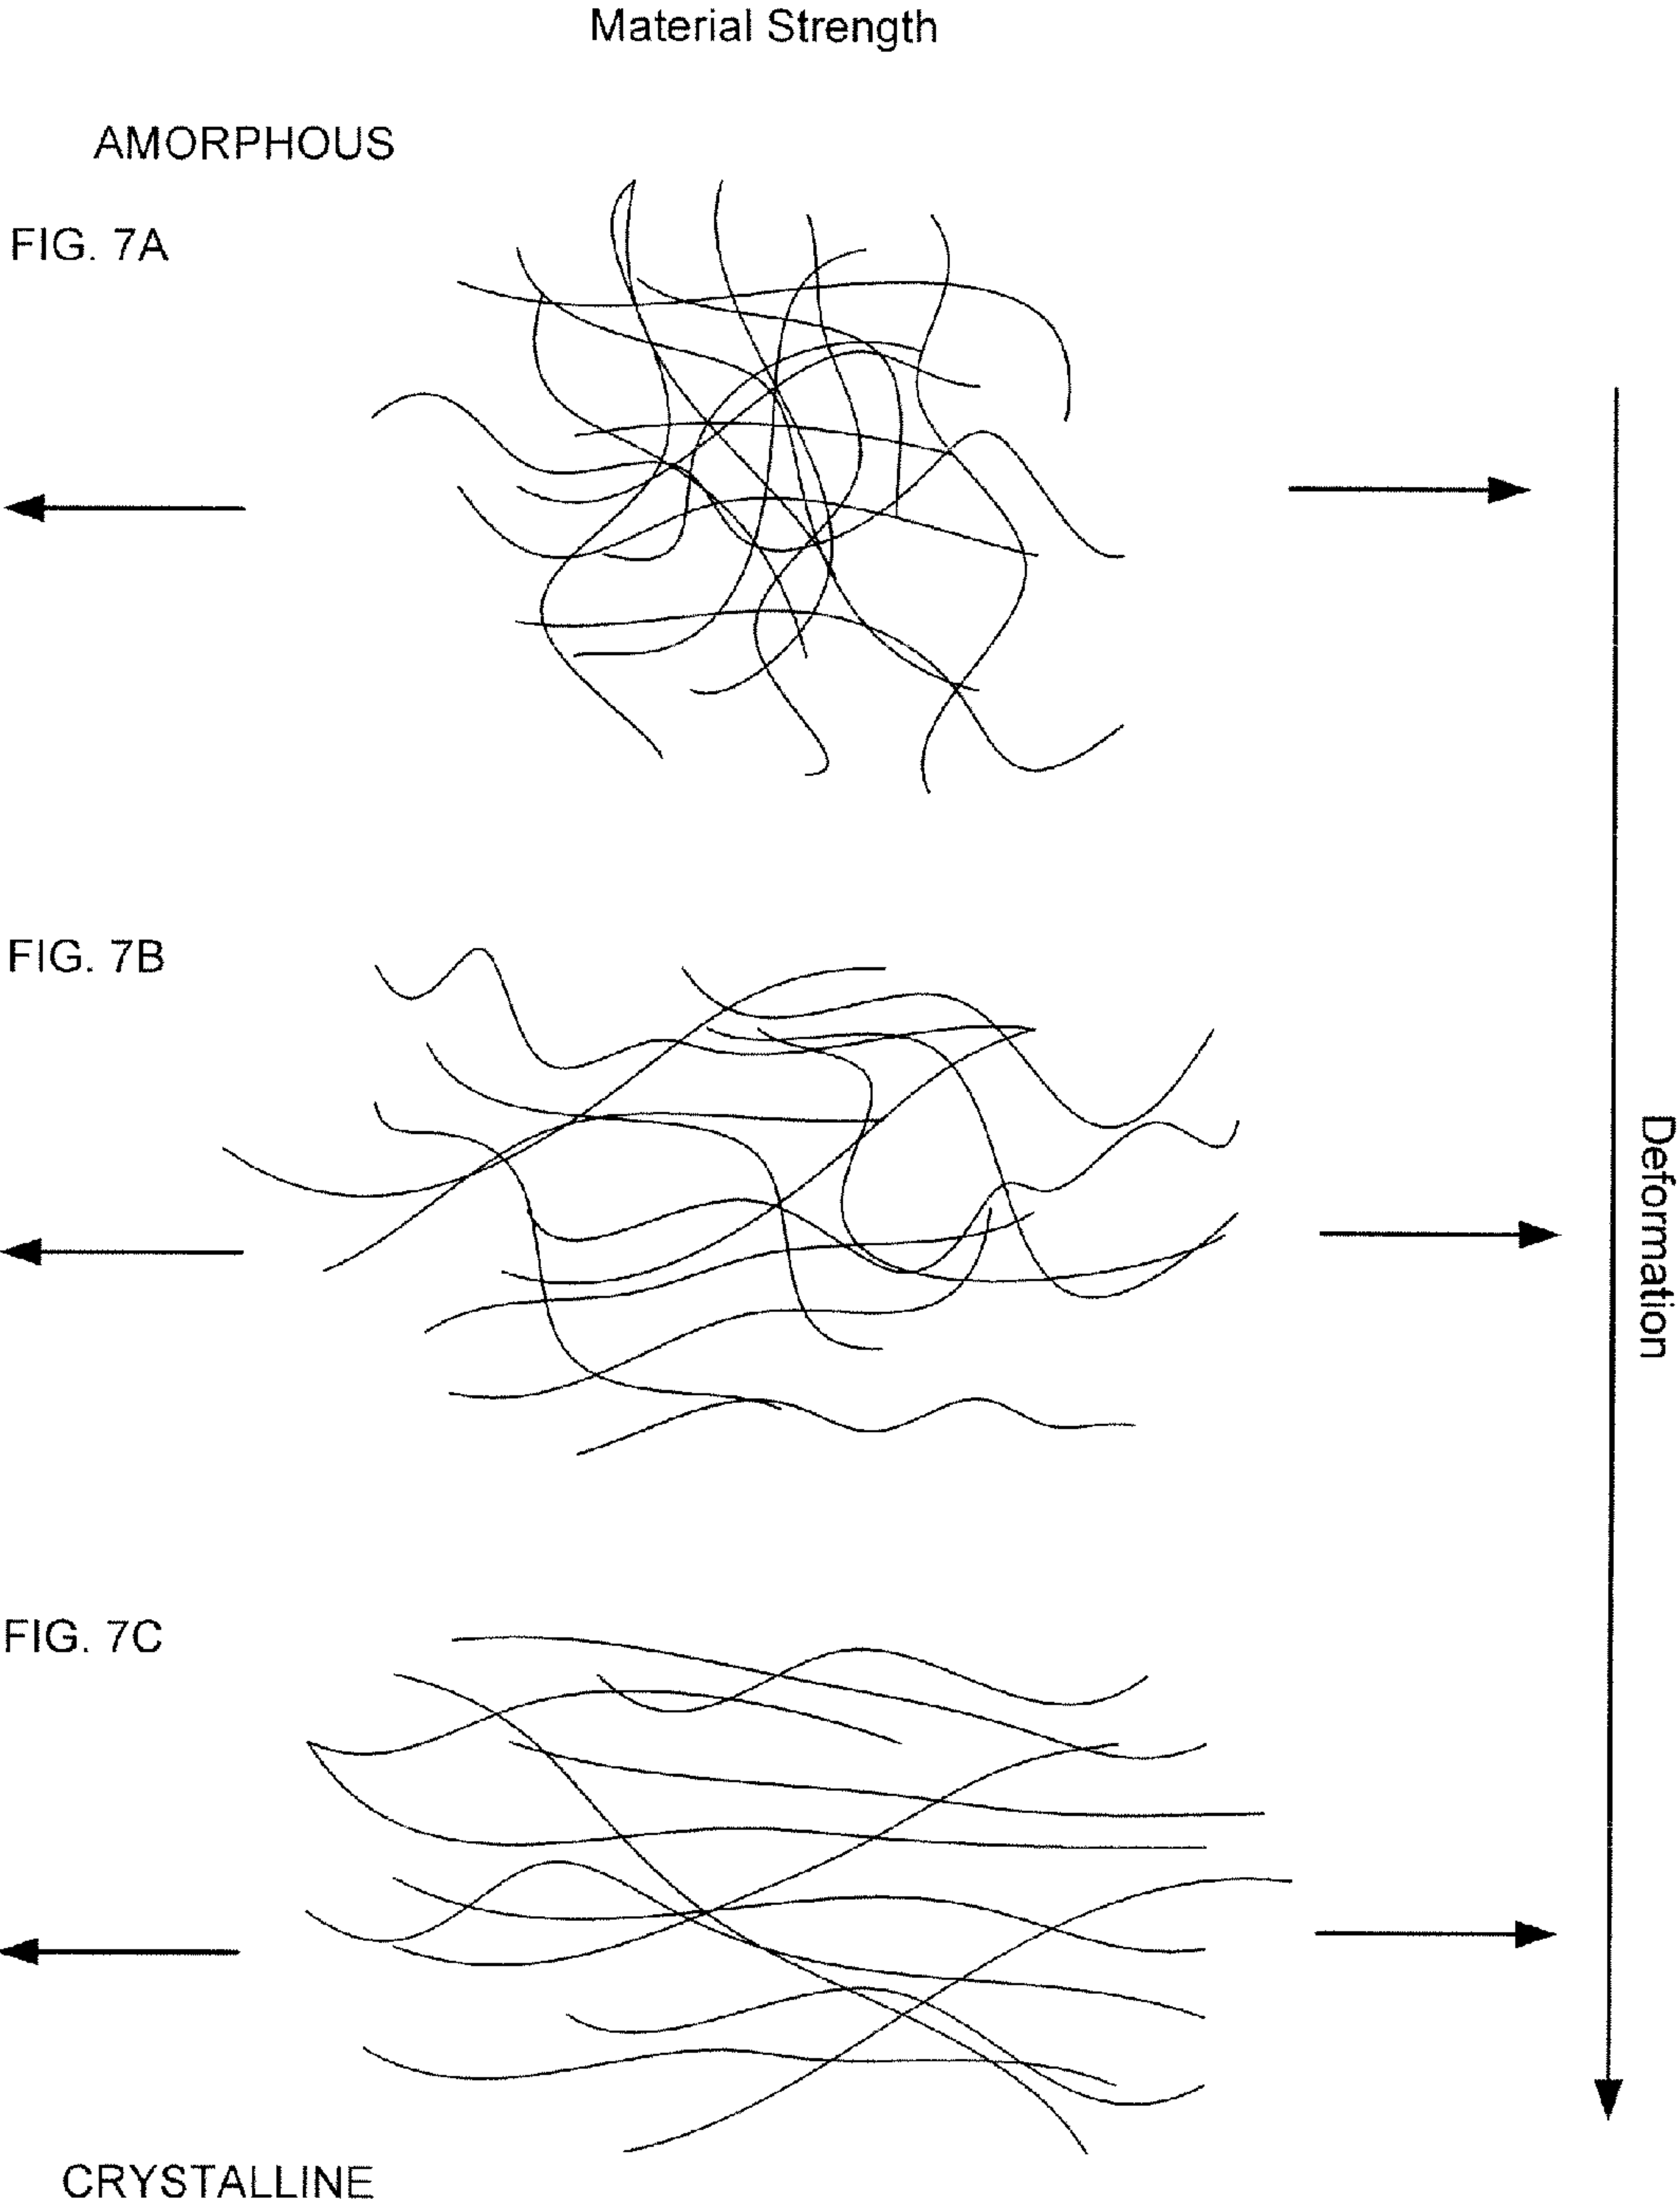 Material Strength
AMORPHOUS
FIG. 7A
FIG. 7B
Deformation
FIG. 7C
CRYSTALLINE